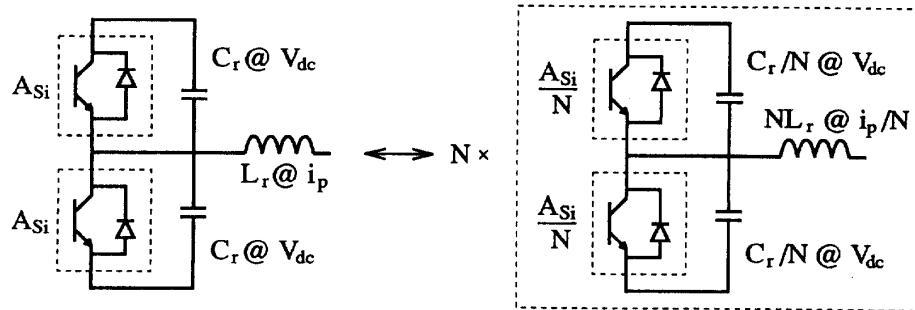 C_r @ V_dc
A_Si
L_r @ i_p
A_Si
C_r @ V_dc
N ×
A_Si
N
C_r/N @ V_dc
NL_r @ i_p/N
A_Si
N
C_r/N @ V_dc